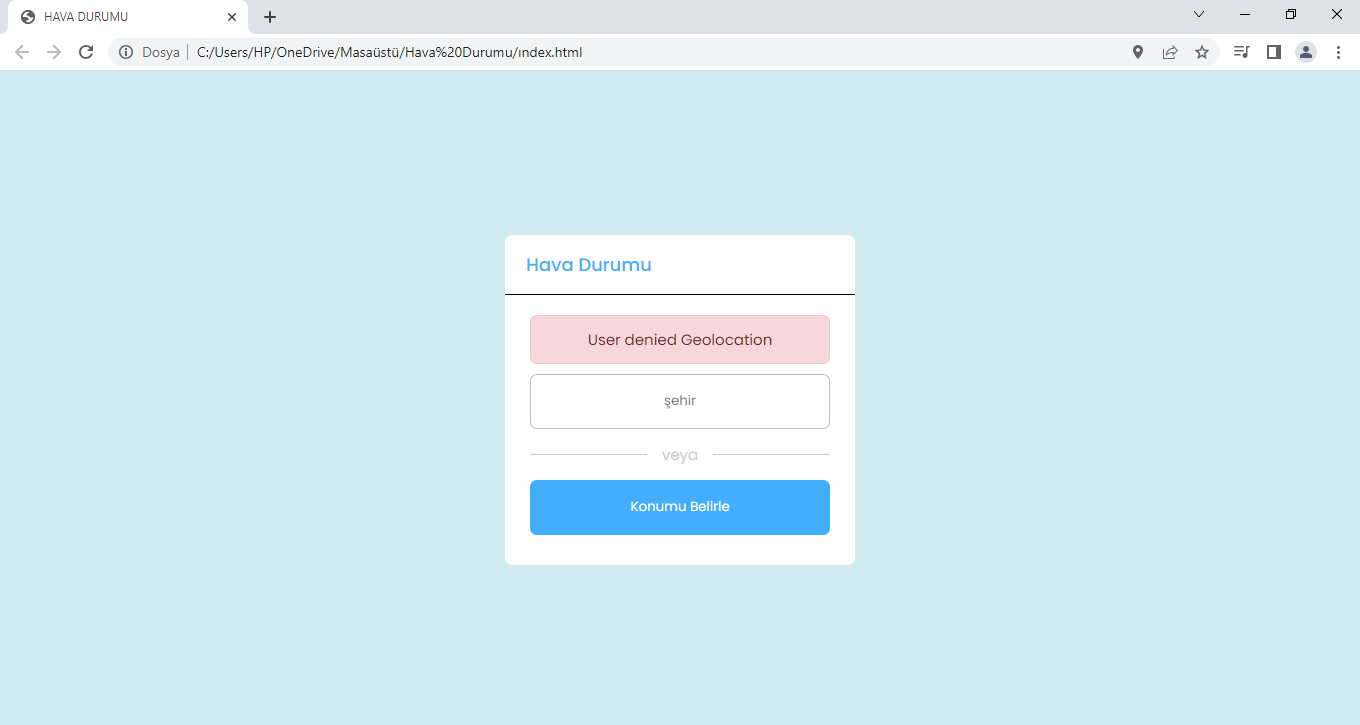 HAVA DURUMU
Dosya
C:/Users/HP/OneDrive/Masaüstü/Hava%20Durumu/ındex.html
Hava Durumu
User denied Geolocation
şehir
veya
Konumu Belirle